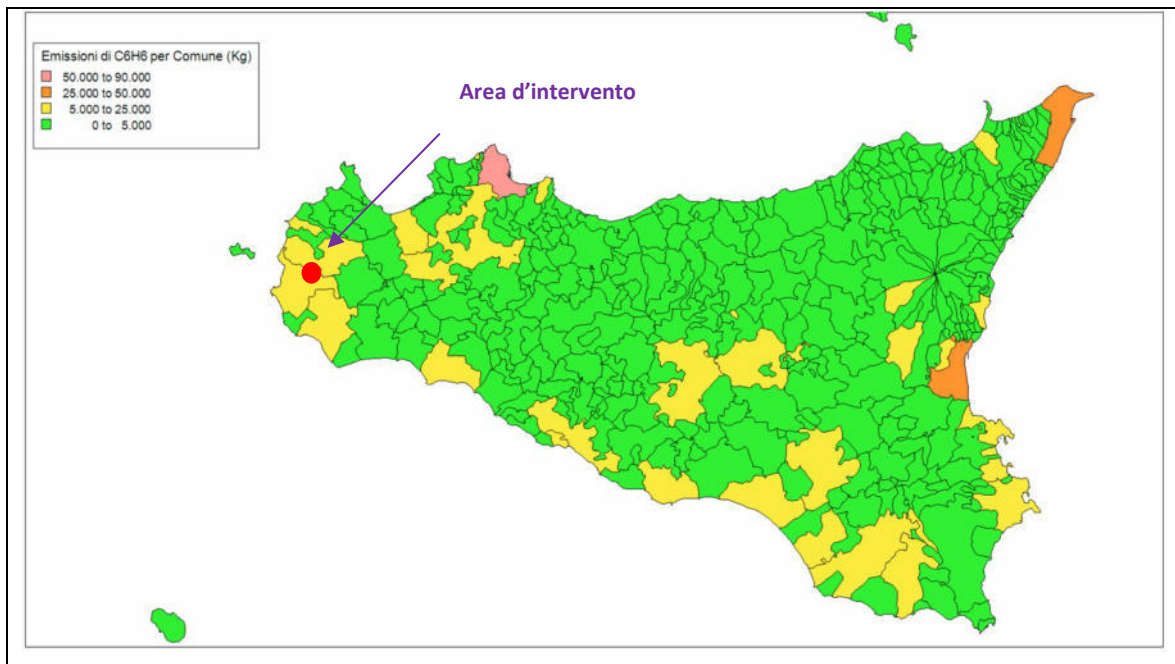 Emissioni di C6H6 per Comune (Kg)
50.000 to 90.000
25.000 to 50.000
5.000 to 25.000
0 to 5.000
Area d’intervento